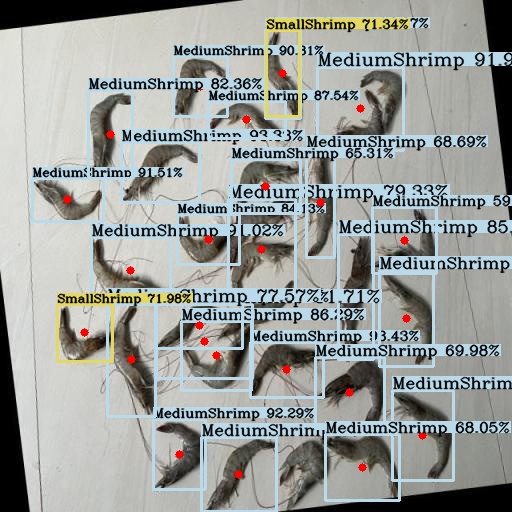 SmallShrimp 71.34% 7%
MediumShrimp 90.81%
MediumShrimp 91.9
MediumShrimp 82.36%
MediumShrimp 87.54%
MediumShrimp 93.33%
MediumShrimp 68.69%
MediumShrimp 65.31%
MediumShrimp 91.51%
MediumShrimp 79.33%
MediumShrimp 59
MediumShrimp 84.13%
MediumShrimp 91.02%
MediumShrimp 85.
MediumShrimp
SmallShrimp 71.98%
Shrimp 77.57% 1.71%
MediumShrimp 86.29%
MediumShrimp 93.43%
MediumShrimp 69.98%
MediumShrim
MediumShrimp 92.29%
MediumShrim
MediumShrimp 68.05%